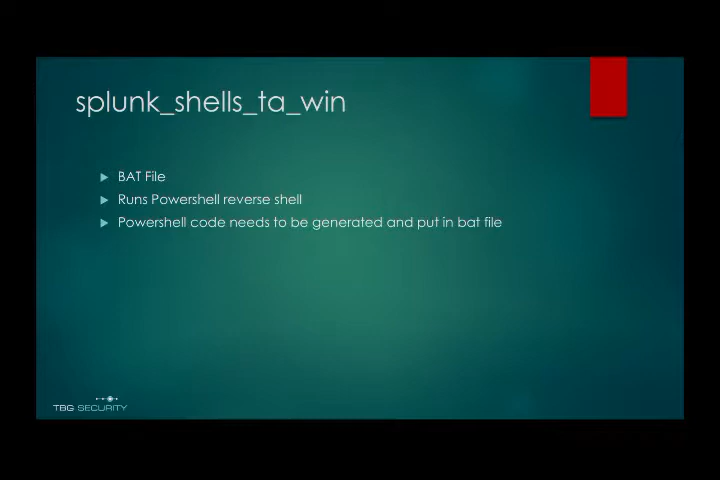 splunk_shells_ta_win
BAT File
Runs Powershell reverse shell
Powershell code needs to be generated and put in bat file
TBG SECURITY